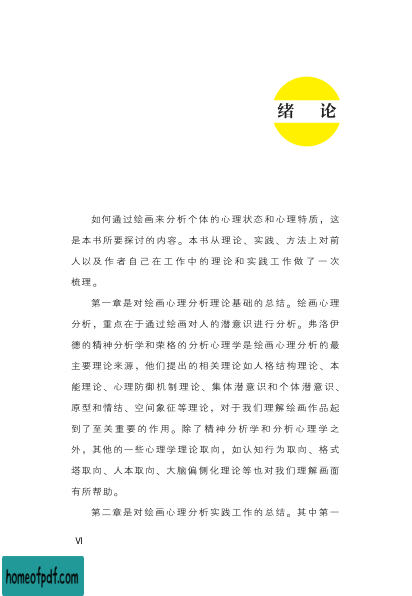 绪 论
如何通过绘画来分析个体的心理状态和心理特质，这
是本书所要探讨的内容。本书从理论、实践、方法上对前
人以及作者自己在工作中的理论和实践工作做了一次
梳理。
第一章是对绘画心理分析理论基础的总结。绘画心理
分析，重点在于通过绘画对人的潜意识进行分析。弗洛伊
德的精神分析学和荣格的分析心理学是绘画心理分析的最
主要理论来源，他们提出的相关理论如人格结构理论、本
能理论、心理防御机制理论、集体潜意识和个体潜意识、
原型和情结、空间象征等理论，对于我们理解绘画作品起
到了至关重要的作用。除了精神分析学和分析心理学之
外，其他的一些心理学理论取向，如认知行为取向、格式
塔取向、人本取向、大脑偏侧化理论等也对我们理解画面
有所帮助。
第二章是对绘画心理分析实践工作的总结。其中第一
VI
homeofpdf.com